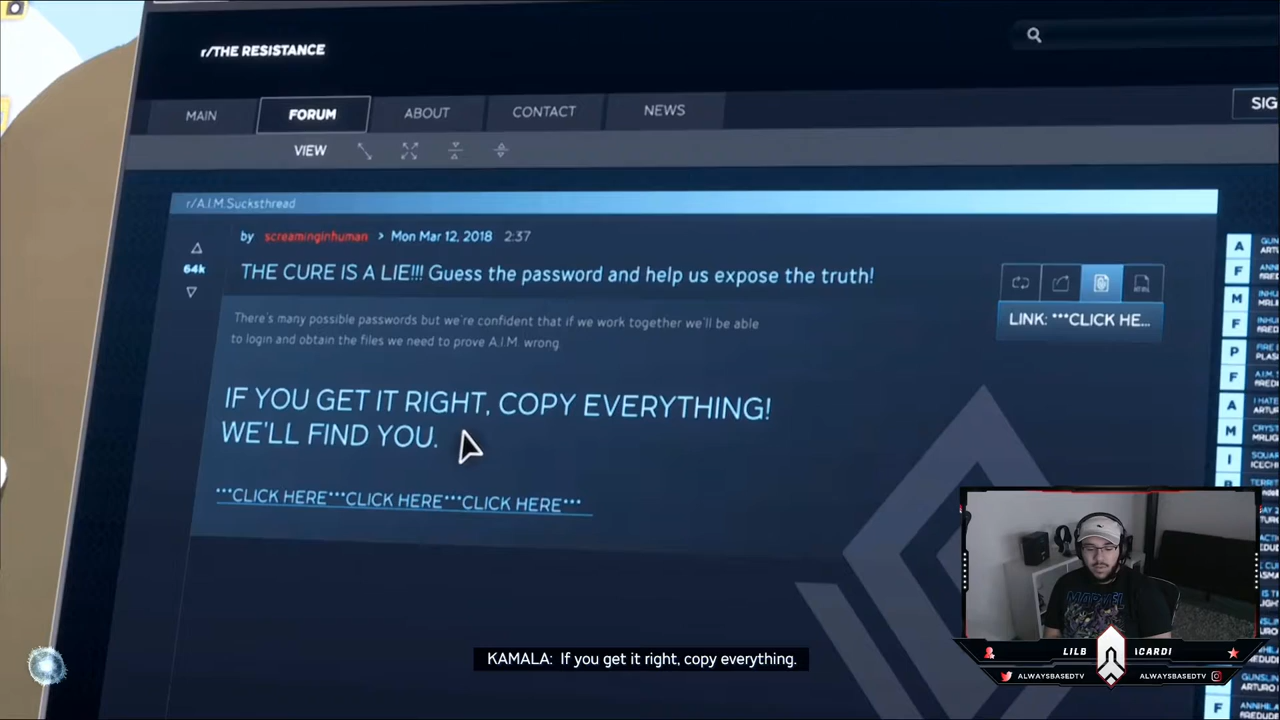 r/THE RESISTANCE
MAIN
FORUM
ABOUT
CONTACT
NEWS
SIG
VIEW
r/A.I.M.Sucksthread
by screaminginhuman > Mon Mar 12, 2018 2:37
64k
THE CURE IS A LIE!!! Guess the password and help us expose the truth!
There's many possible passwords but we're confident that if we work together we'll be able
to login and obtain the files we need to prove A.I.M. wrong
LINK: ***CLICK HE...
IF YOU GET IT RIGHT, COPY EVERYTHING!
WE'LL FIND YOU.
***CLICK HERE***CLICK HERE***CLICK HERE***
A
F
M
F
P
F
A
M
I
MARVEL
KAMALA: If you get it right, copy everything.
LILB
ICARDI
ALWAYSBASEDTV
ALWAYSBASEDTV
F